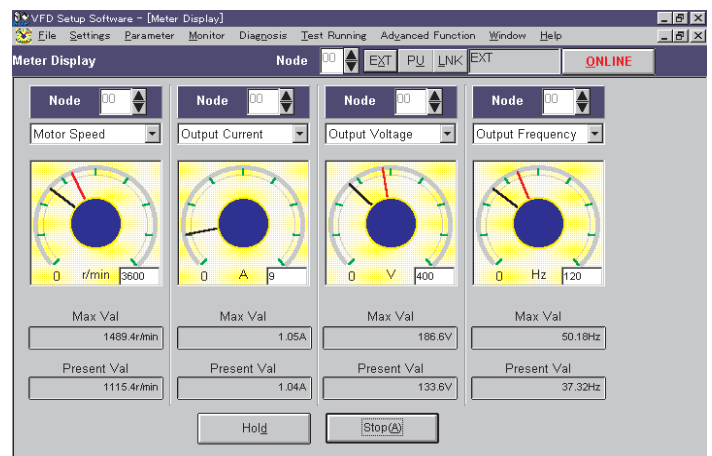 VFD Setup Software - [Meter Display]
File Settings Parameter Monitor Diagnosis Test Running Advanced Function Window Help
Meter Display Node 00 EXT PU LNK EXT ONLINE
Node 00 Node 00 Node 00 Node 00
Motor Speed Output Current Output Voltage Output Frequency
0 r/min 3600 0 A 9 0 V 400 0 Hz 120
Max Val Max Val Max Val Max Val
1489.4r/min 1.05A 186.6V 50.18Hz
Present Val Present Val Present Val Present Val
1115.4r/min 1.04A 133.6V 37.32Hz
Hold Stop(A)